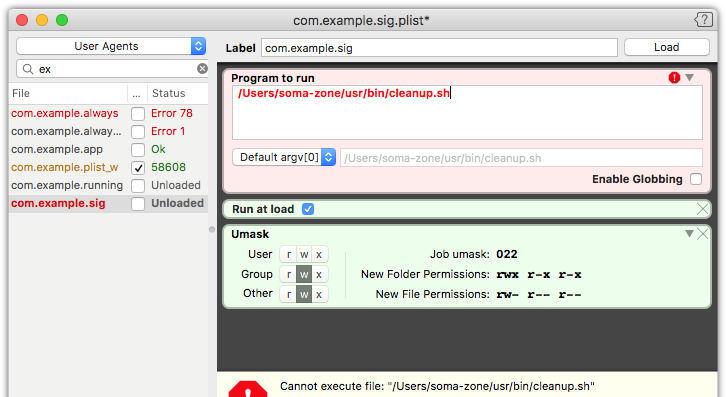 com.example.sig.plist*
User Agents
ex
File ... Status
com.example.always Error 78
com.example.alway... Error 1
com.example.app Ok
com.example.plist_w 58608
com.example.running Unloaded
com.example.sig Unloaded
Label com.example.sig Load
Program to run
/Users/soma-zone/usr/bin/cleanup.sh
Default argv[0] /Users/soma-zone/usr/bin/cleanup.sh
Enable Globbing
Run at load
Umask
User r w x Job umask: 022
Group r w x New Folder Permissions: rwx r-x r-x
Other r w x New File Permissions: rw- r-- r--
Cannot execute file: "/Users/soma-zone/usr/bin/cleanup.sh"